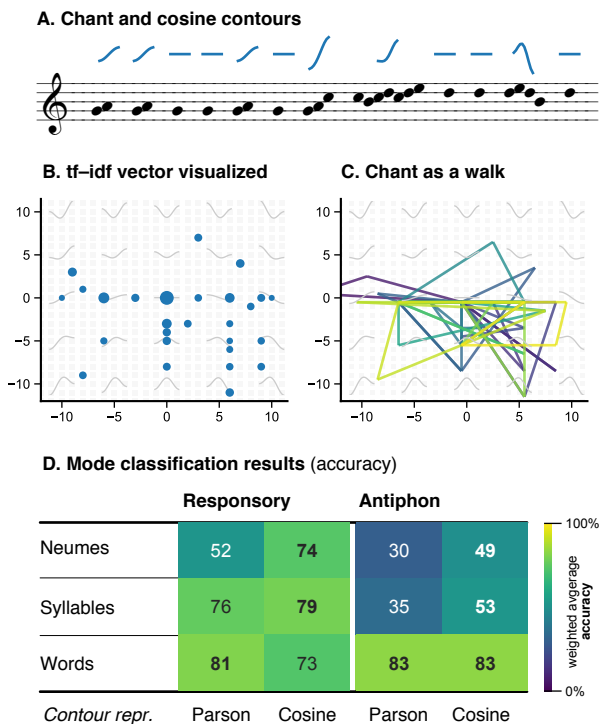 A. Chant and cosine contours
B. tf–idf vector visualized
C. Chant as a walk
10
5
0
−5
−10
−10
−5
0
5
10
10
5
0
−5
−10
−10
−5
0
5
10
D. Mode classification results (accuracy)
Responsory
Antiphon
Neumes
52
74
30
49
Syllables
76
79
35
53
Words
81
73
83
83
Contour repr.
Parson
Cosine
Parson
Cosine
100%
0%
weighted avgerage
accuracy